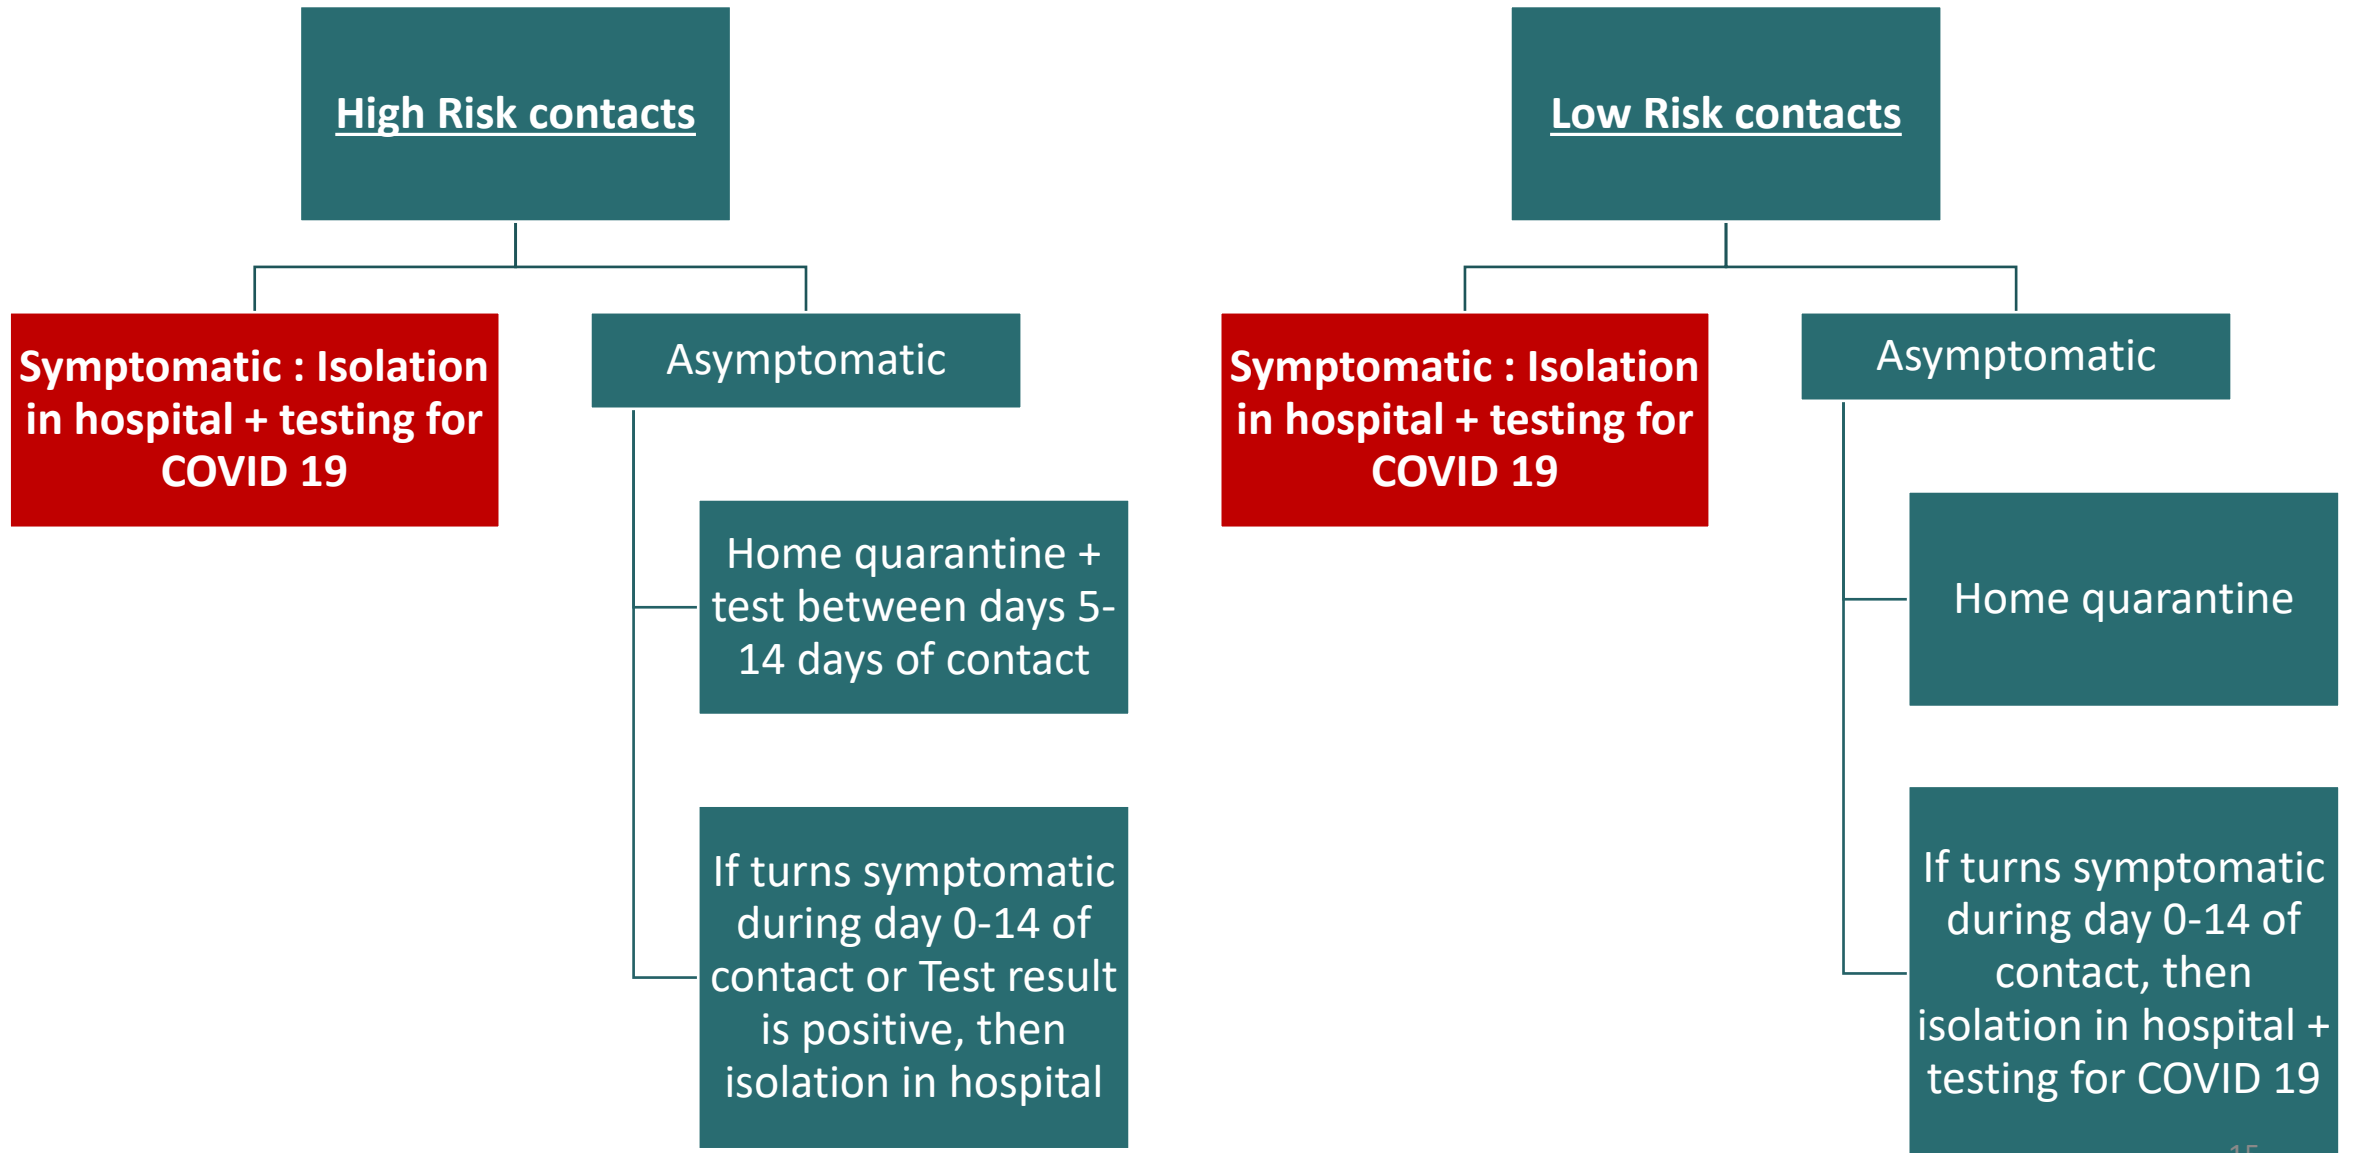 High Risk contacts
Symptomatic : Isolation
in hospital + testing for
COVID 19
Asymptomatic
Home quarantine +
test between days 5-
14 days of contact
If turns symptomatic
during day 0-14 of
contact or Test result
is positive, then
isolation in hospital
Low Risk contacts
Symptomatic : Isolation
in hospital + testing for
COVID 19
Asymptomatic
Home quarantine
If turns symptomatic
during day 0-14 of
contact, then
isolation in hospital +
testing for COVID 19
15